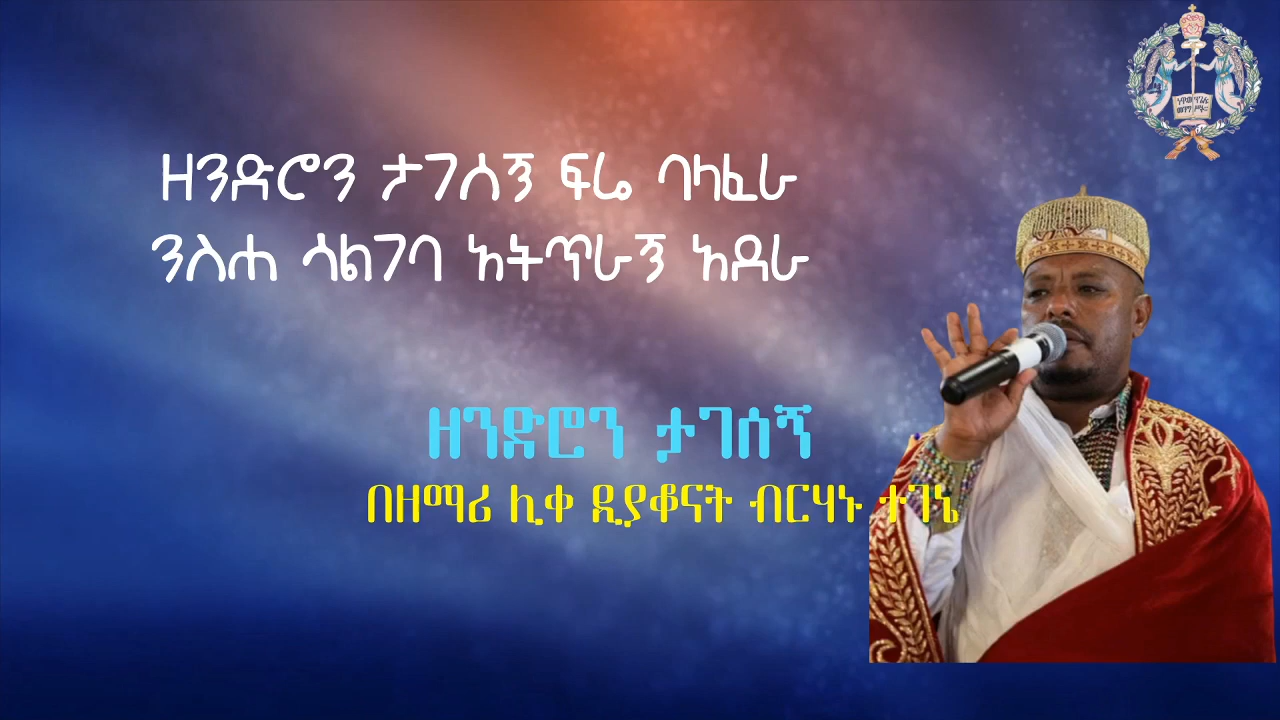 ዘንድሮን ታገሰኝ ፍሬ ባላፈራ
ንስሐ ሳልገባ አትጥራኝ አደራ
ዘንድሮን ታገሰኝ
በዘማሪ ሊቀ ዲያቆናት ብርሃኑ ተገኔ